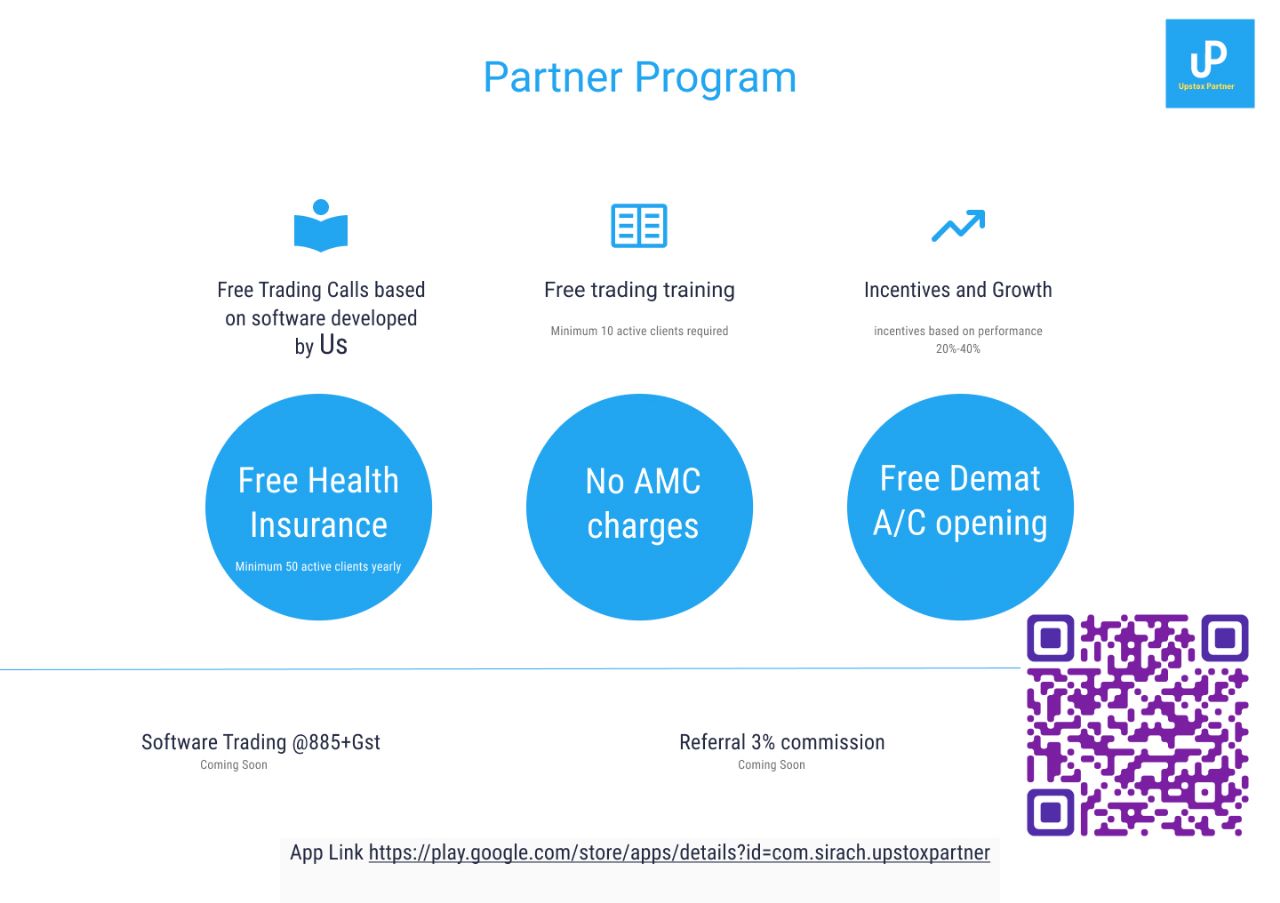 Partner Program
UP
Upstox Partner
Free Trading Calls based
on software developed
by Us
Free trading training
Minimum 10 active clients required
Incentives and Growth
incentives based on performance
20%-40%
Free Health
Insurance
Minimum 50 active clients yearly
No AMC
charges
Free Demat
A/C opening
Software Trading @885+Gst
Coming Soon
Referral 3% commission
Coming Soon
App Link https://play.google.com/store/apps/details?id=com.sirach.upstoxpartner